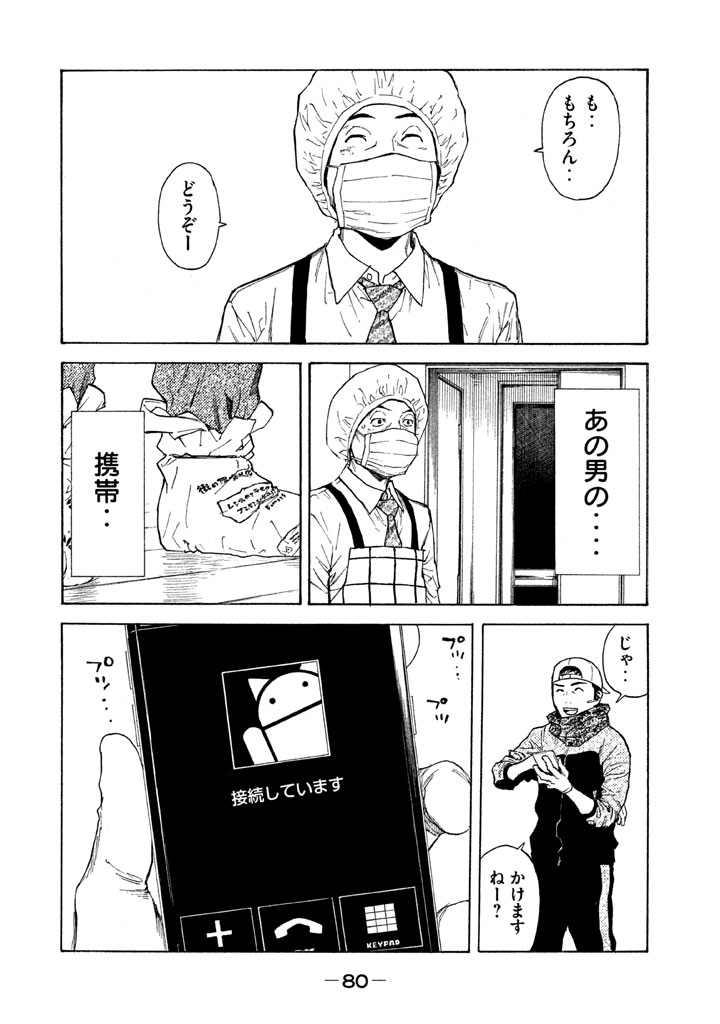 も‥
もちろん‥
どうぞー
あの男の‥‥
携帯‥
じゃ‥
かけます
ねー?
プッ‥
プッ
プッ‥
接続しています
KEYPAD
—80—